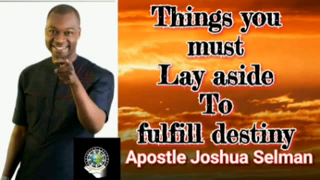 Things you
must
Lay aside
To
fulfill destiny
Apostle Joshua Selman